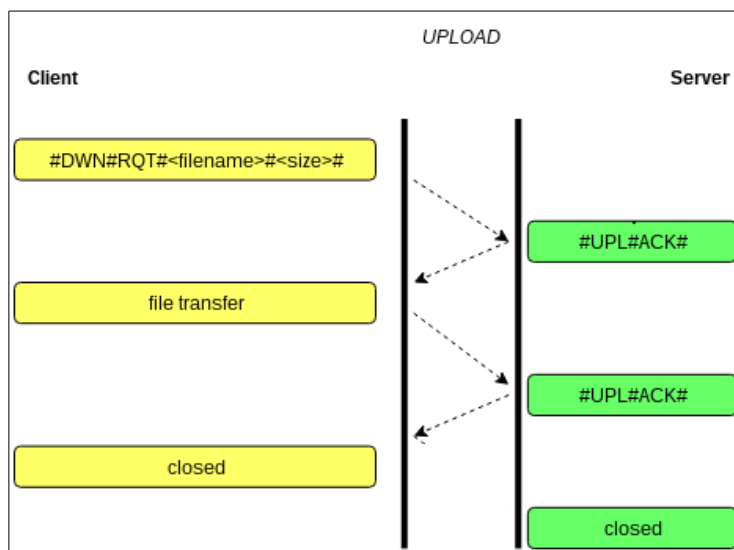 UPLOAD
Client
Server
#DWN#RQT#<filename>#<size>#
#UPL#ACK#
file transfer
#UPL#ACK#
closed
closed